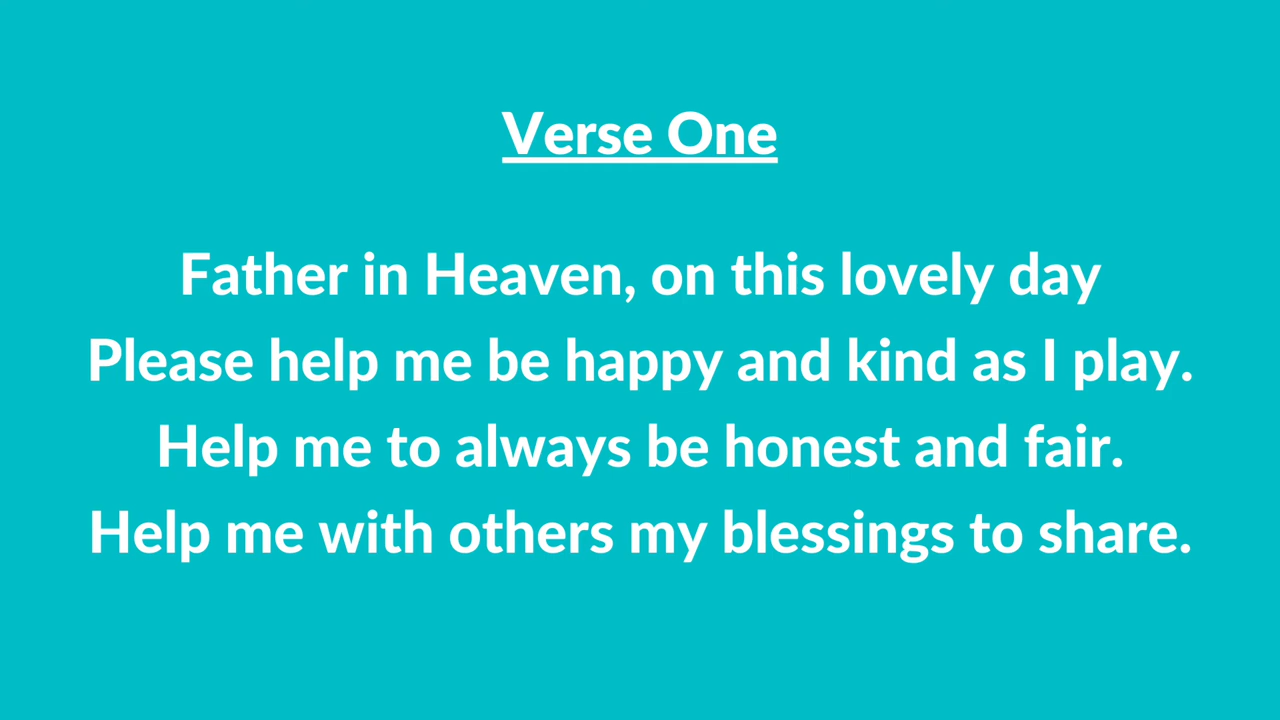 Verse One
Father in Heaven, on this lovely day
Please help me be happy and kind as I play.
Help me to always be honest and fair.
Help me with others my blessings to share.